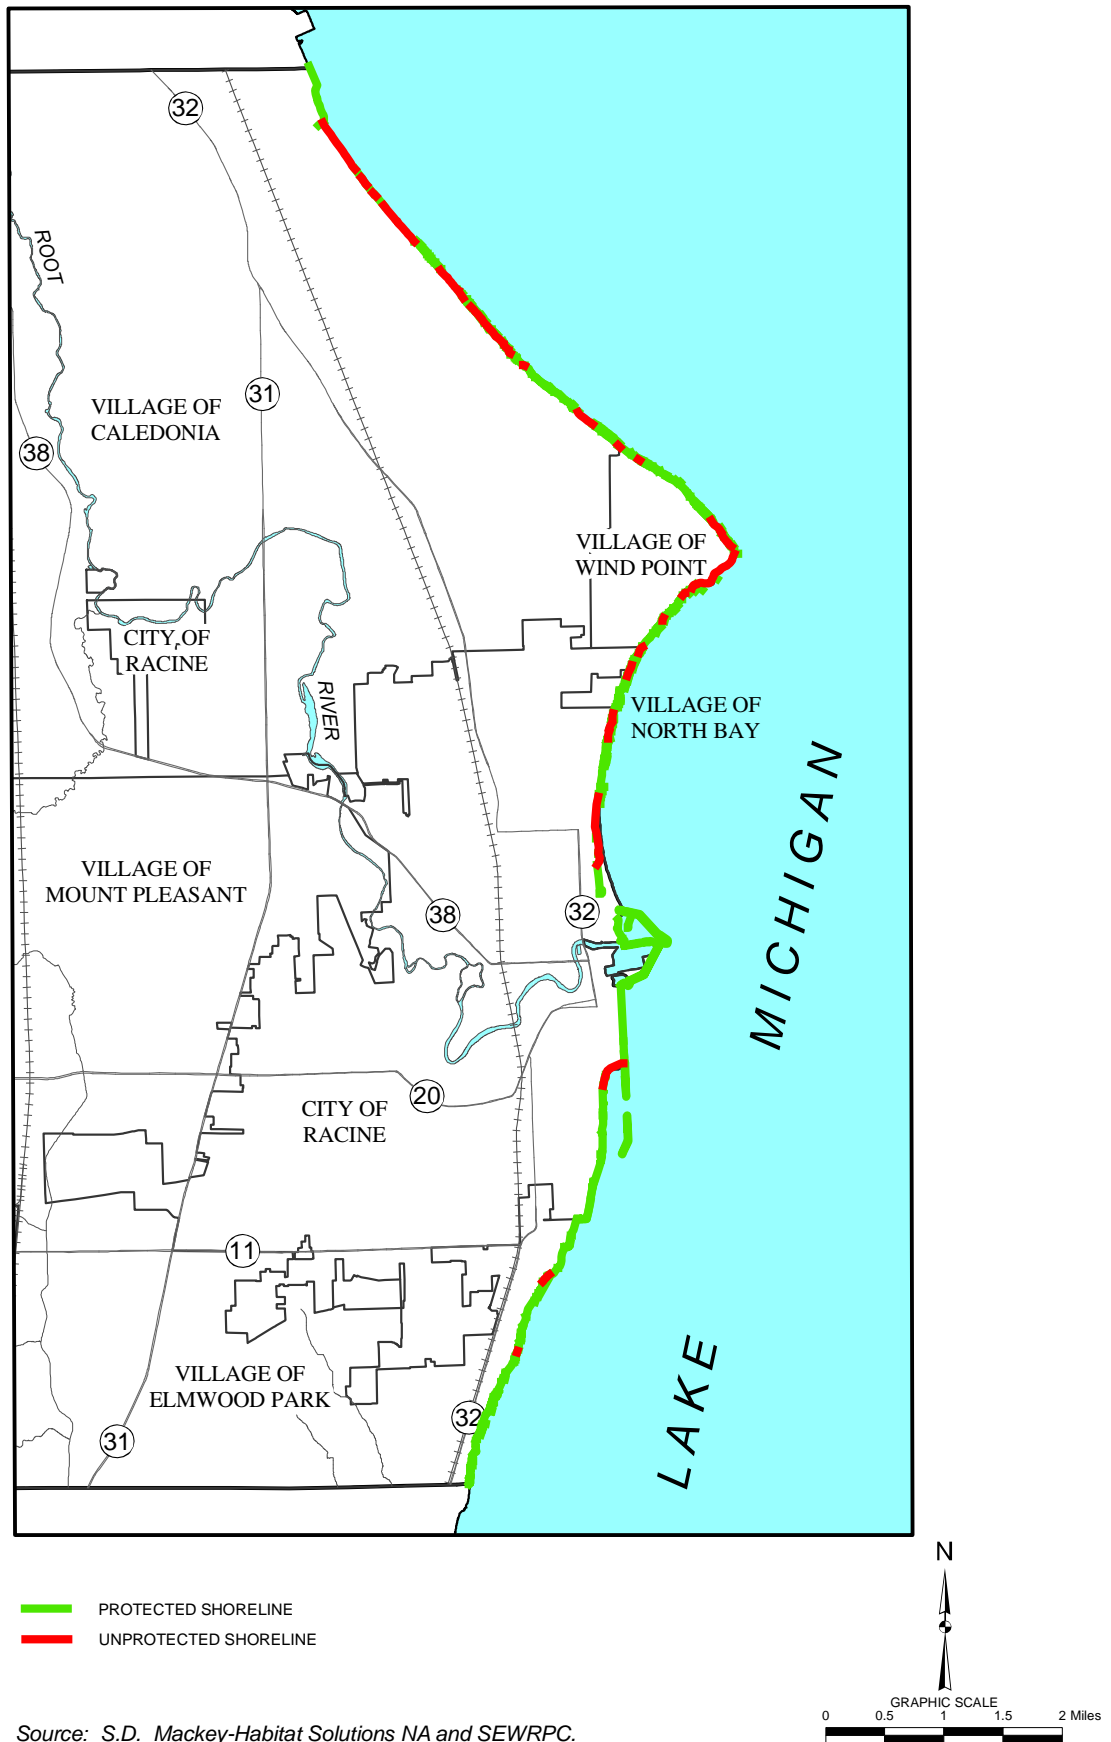 32
ROOT
31
VILLAGE OF
CALEDONIA
38
VILLAGE OF
WIND POINT
CITY OF
RACINE
RIVER
VILLAGE OF
NORTH BAY
MICHIGAN
VILLAGE OF
MOUNT PLEASANT
38
32
20
CITY OF
RACINE
11
LAKE
VILLAGE OF
ELMWOOD PARK
32
31
N
PROTECTED SHORELINE
UNPROTECTED SHORELINE
GRAPHIC SCALE
0 0.5 1 1.5 2 Miles
Source: S.D. Mackey-Habitat Solutions NA and SEWRPC.